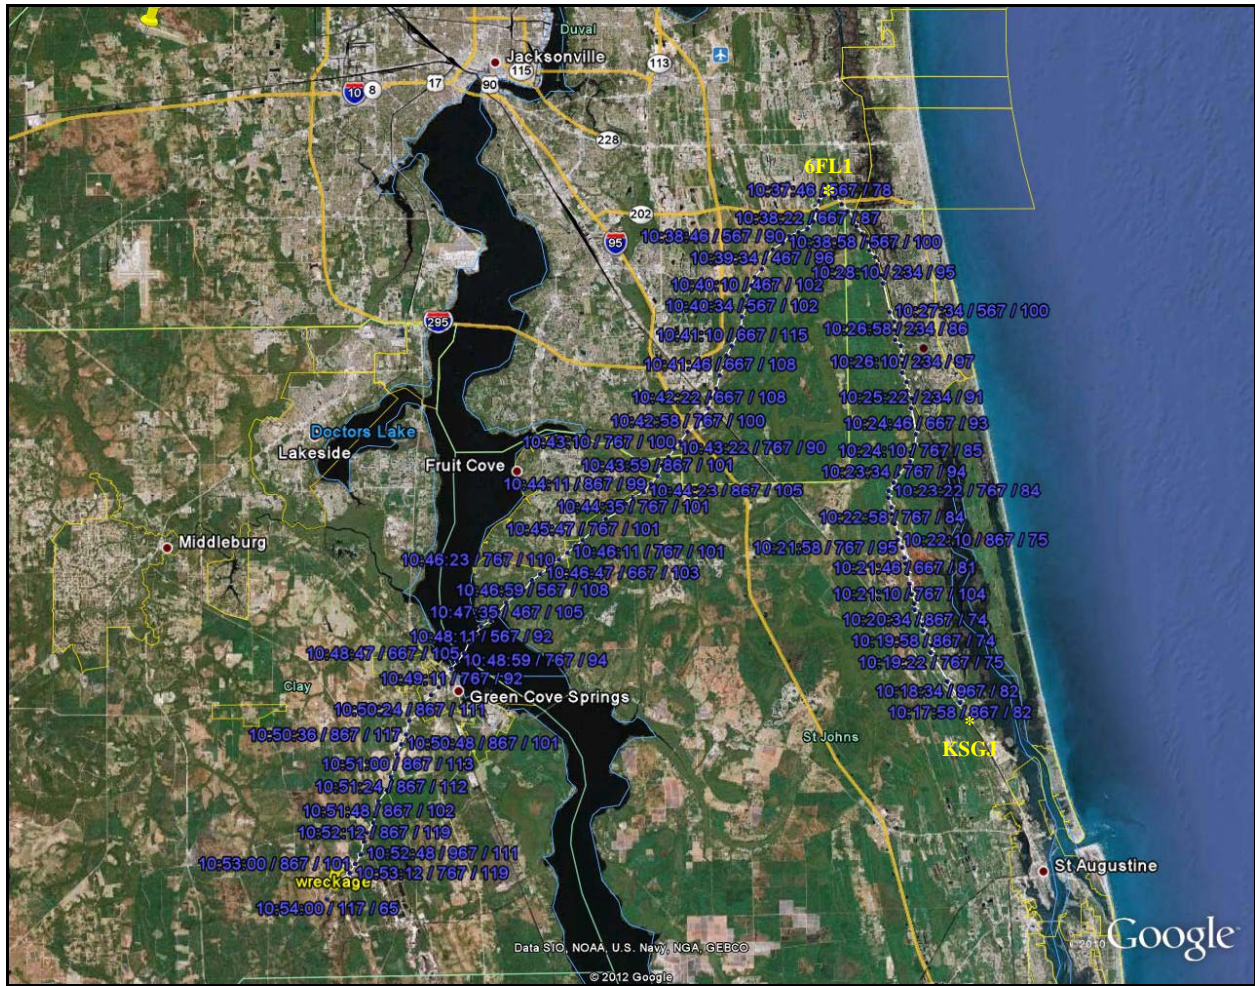 Duval
Jacksonville
115
113
10
8
17
90
228
6FL1
10:37:46 / 567 / 78
202
10:38:22 / 667 / 87
95
10:38:46 / 567 / 90
10:38:58 / 567 / 100
10:39:34 / 467 / 96
10:28:10 / 234 / 95
10:40:10 / 467 / 102
10:40:34 / 567 / 102
10:27:34 / 567 / 100
295
10:26:58 / 234 / 86
10:41:10 / 667 / 115
10:26:10 / 234 / 97
10:41:46 / 667 / 108
10:42:22 / 667 / 108
10:25:22 / 234 / 91
10:42:58 / 767 / 100
10:24:46 / 667 / 93
Doctors Lake
10:43:10 / 767 / 100
10:43:22 / 767 / 90
10:24:10 / 767 / 85
Lakeside
Fruit Cove
10:43:59 / 867 / 101
10:23:34 / 767 / 94
10:44:11 / 867 / 99
10:44:23 / 867 / 105
10:23:22 / 767 / 84
10:44:35 / 767 / 101
10:22:58 / 767 / 84
10:45:47 / 767 / 101
Middleburg
10:22:10 / 867 / 75
10:46:11 / 767 / 101
10:21:58 / 767 / 95
10:46:23 / 767 / 110
10:21:46 / 667 / 81
10:46:47 / 667 / 103
10:46:59 / 567 / 108
10:21:10 / 767 / 104
10:47:35 / 467 / 105
10:20:34 / 867 / 74
10:48:11 / 567 / 92
10:19:58 / 867 / 74
10:48:47 / 667 / 105
10:48:59 / 767 / 94
10:19:22 / 767 / 75
10:49:11 / 767 / 92
Clay
10:18:34 / 967 / 82
Green Cove Springs
10:50:24 / 867 / 111
10:17:58 / 867 / 82
10:50:36 / 867 / 117
10:50:48 / 867 / 101
St Johns
KSGJ
10:51:00 / 867 / 113
10:51:24 / 867 / 112
10:51:48 / 867 / 102
10:52:12 / 867 / 119
10:52:48 / 967 / 111
10:53:00 / 867 / 101
10:53:12 / 767 / 119
wreckage
St Augustine
10:54:00 / 117 / 65
Data SIO, NOAA, U.S. Navy, NGA, GEBCO
© 2012 Google
© 2010
Google